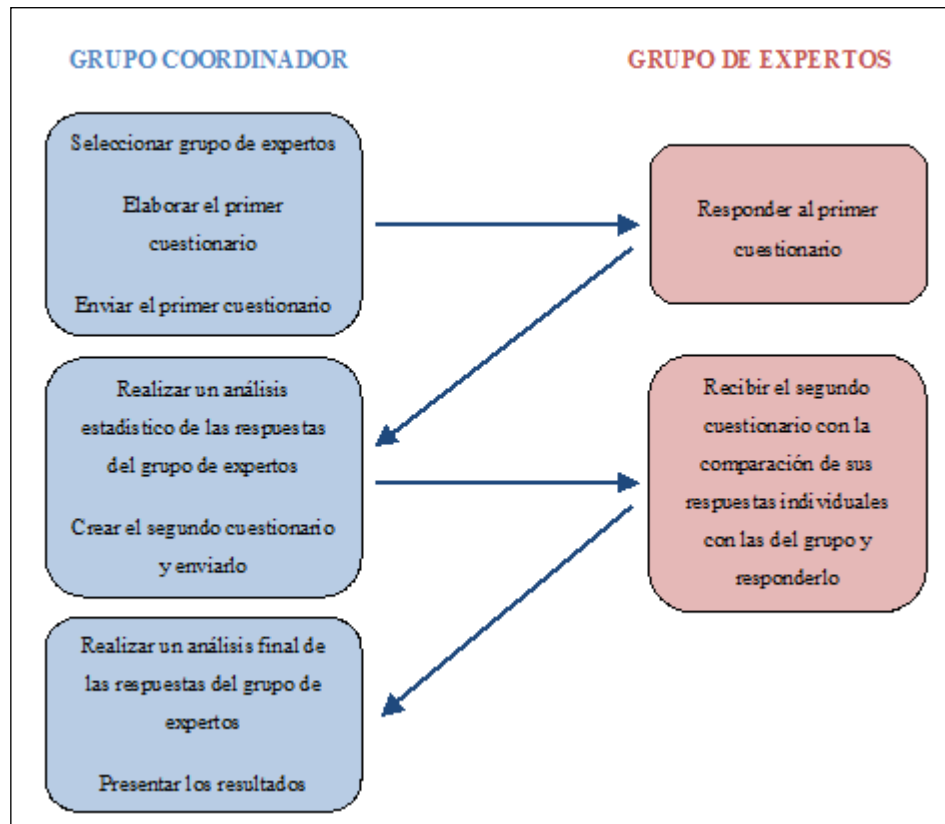 GRUPO COORDINADOR
GRUPO DE EXPERTOS
Seleccionar grupo de expertos
Elaborar el primer
cuestionario
Enviar el primer cuestionario
Responder al primer
cuestionario
Realizar un análisis
estadístico de las respuestas
del grupo de expertos
Crear el segundo cuestionario
y enviarlo
Recibir el segundo
cuestionario con la
comparación de sus
respuestas individuales
con las del grupo y
responderlo
Realizar un análisis final de
las respuestas del grupo de
expertos
Presentar los resultados